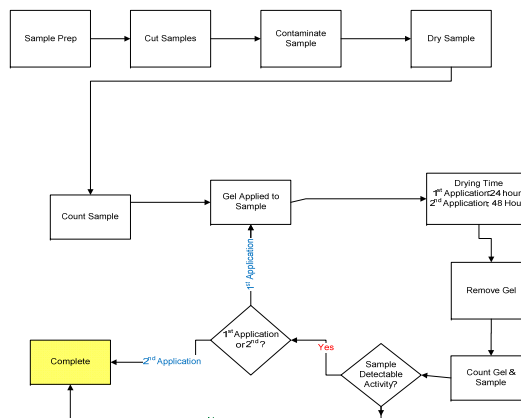 Sample Prep
Cut Samples
Contaminate
Sample
Dry Sample
Count Sample
Gel Applied to
Sample
Drying Time
1st Application:24 hour
2nd Application: 48 Hou
1st Application
Remove Gel
1st Application
or 2nd?
Yes
Sample
Detectable
Activity?
Count Gel &
Sample
2nd Application
Complete